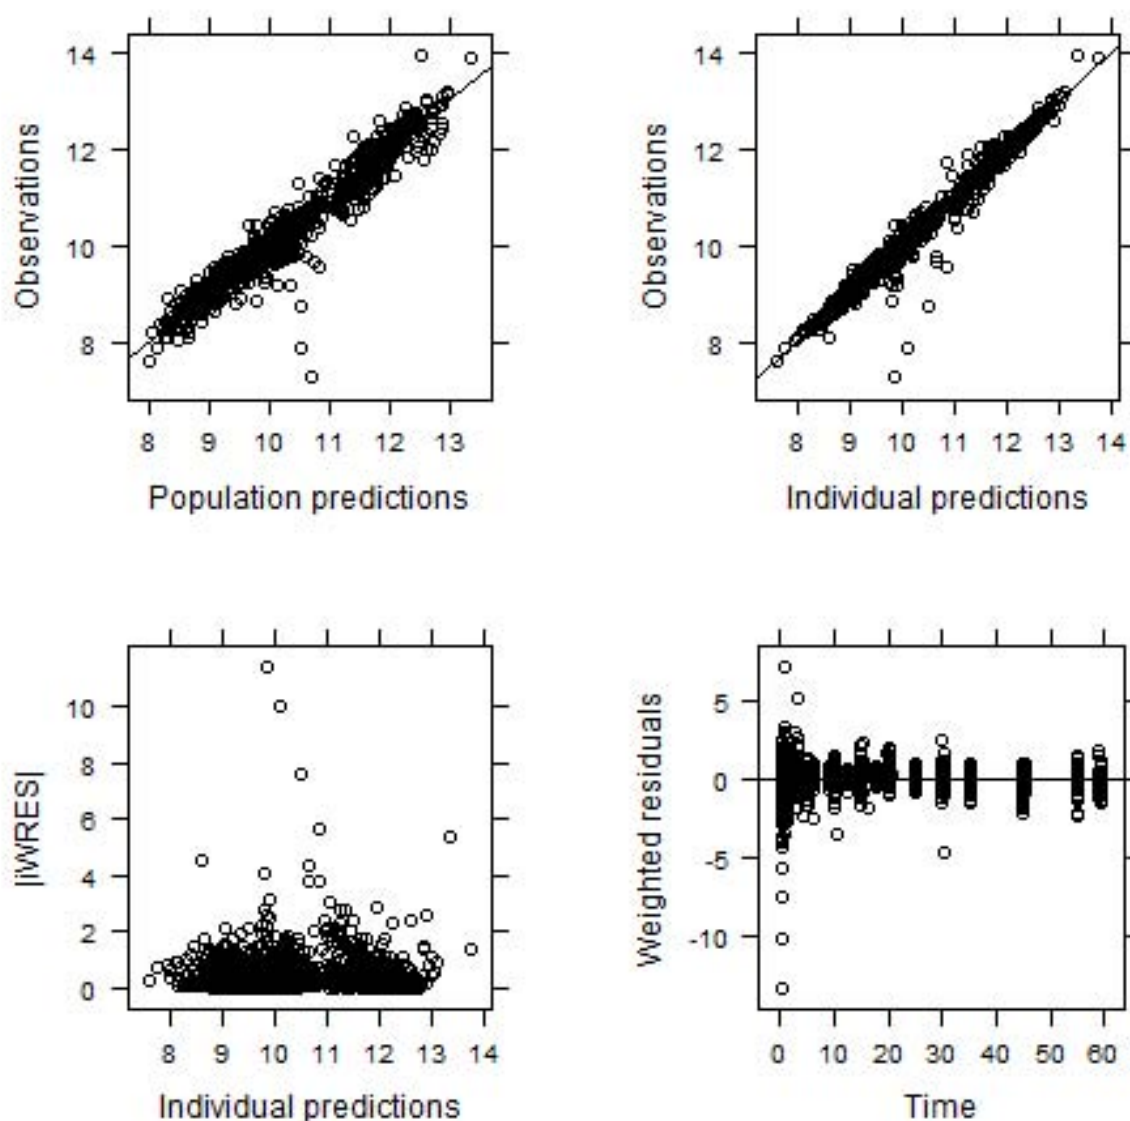 14
12
10
8
Observations
8 9 10 11 12 13
Population predictions
14
12
10
8
Observations
8 9 10 11 12 13 14
Individual predictions
10
8
6
4
2
0
|iWRES|
8 9 10 11 12 13 14
Individual predictions
5
0
-5
-10
Weighted residuals
0 10 20 30 40 50 60
Time